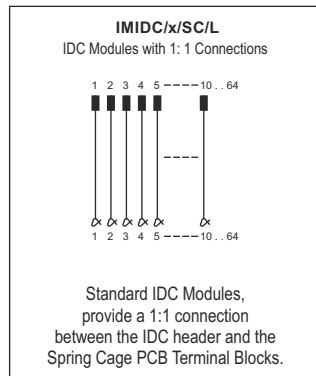 IMIDC/x/SC/L
IDC Modules with 1: 1 Connections
1 2 3 4 5 ----- 10 . . 64
1 2 3 4 5 ----- 10 . . 64
Standard IDC Modules,
provide a 1:1 connection
between the IDC header and the
Spring Cage PCB Terminal Blocks.